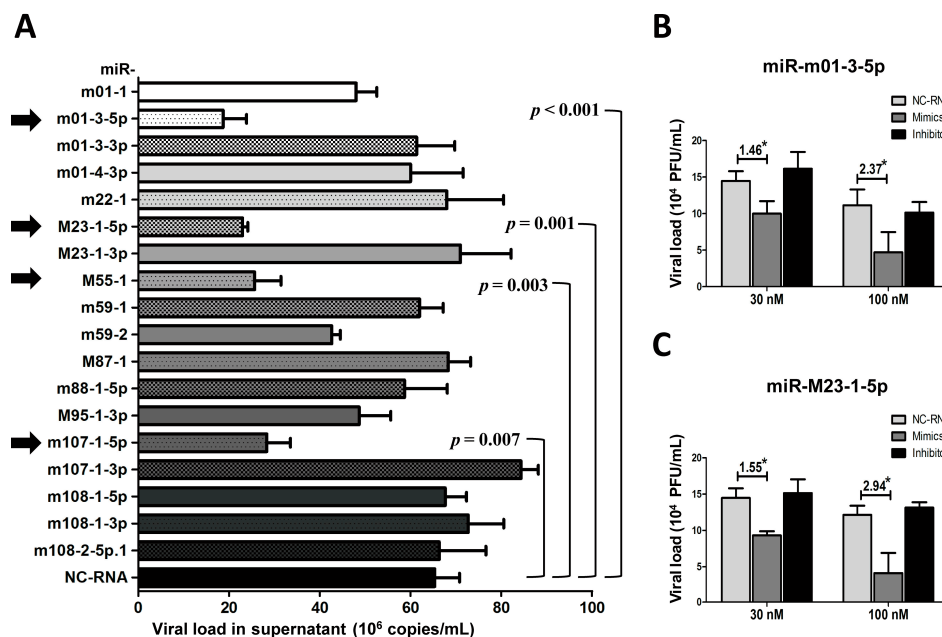 A
miR-
m01-1
m01-3-5p
m01-3-3p
m01-4-3p
m22-1
M23-1-5p
M23-1-3p
M55-1
m59-1
m59-2
M87-1
m88-1-5p
M95-1-3p
m107-1-5p
m107-1-3p
m108-1-5p
m108-1-3p
m108-2-5p.1
NC-RNA
p < 0.001
p = 0.001
p = 0.003
p = 0.007
0 20 40 60 80 100
Viral load in supernatant (10⁶ copies/mL)
B
miR-m01-3-5p
NC-RN
Mimics
Inhibito
Viral load (10⁴ PFU/mL)
20
15
10
5
0
1.46*
2.37*
30 nM 100 nM
C
miR-M23-1-5p
NC-RN
Mimics
Inhibito
Viral load (10⁴ PFU/mL)
20
15
10
5
0
1.55*
2.94*
30 nM 100 nM